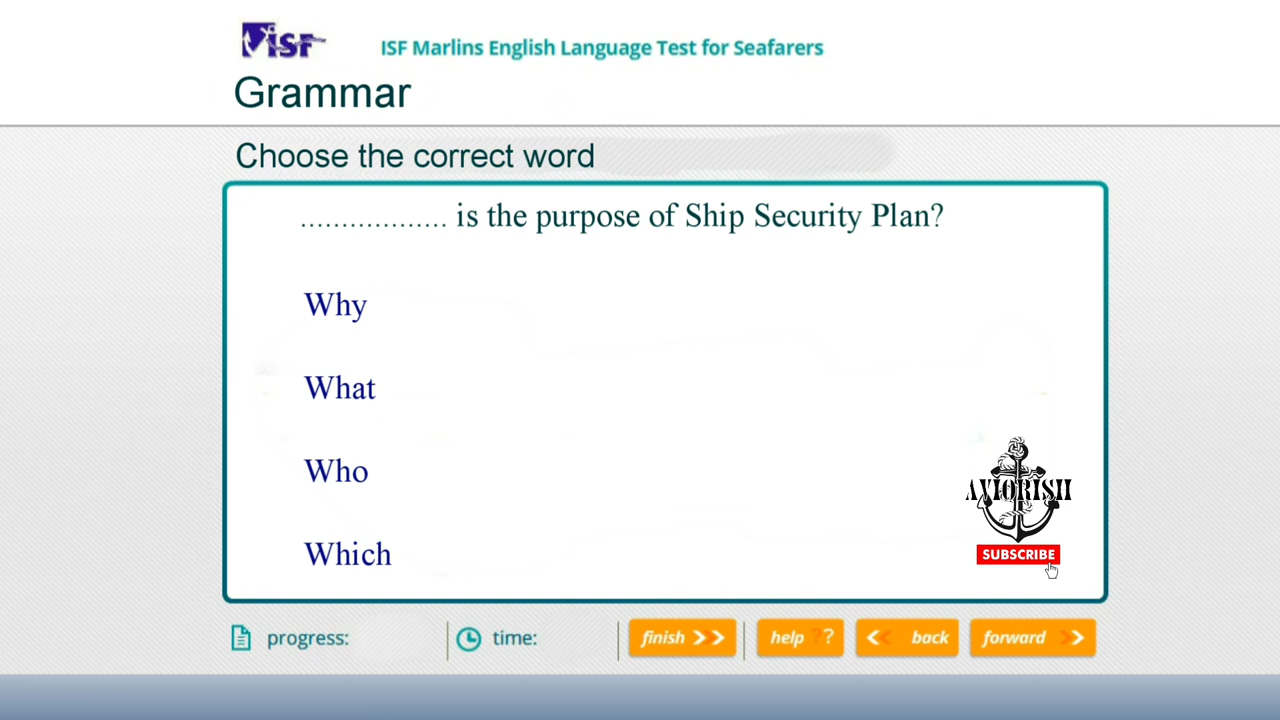 ISF
ISF Marlins English Language Test for Seafarers
Grammar
Choose the correct word
.................. is the purpose of Ship Security Plan?
Why
What
Who
Which
AVIORISH
SUBSCRIBE
progress:
time:
finish
help ??
back
forward